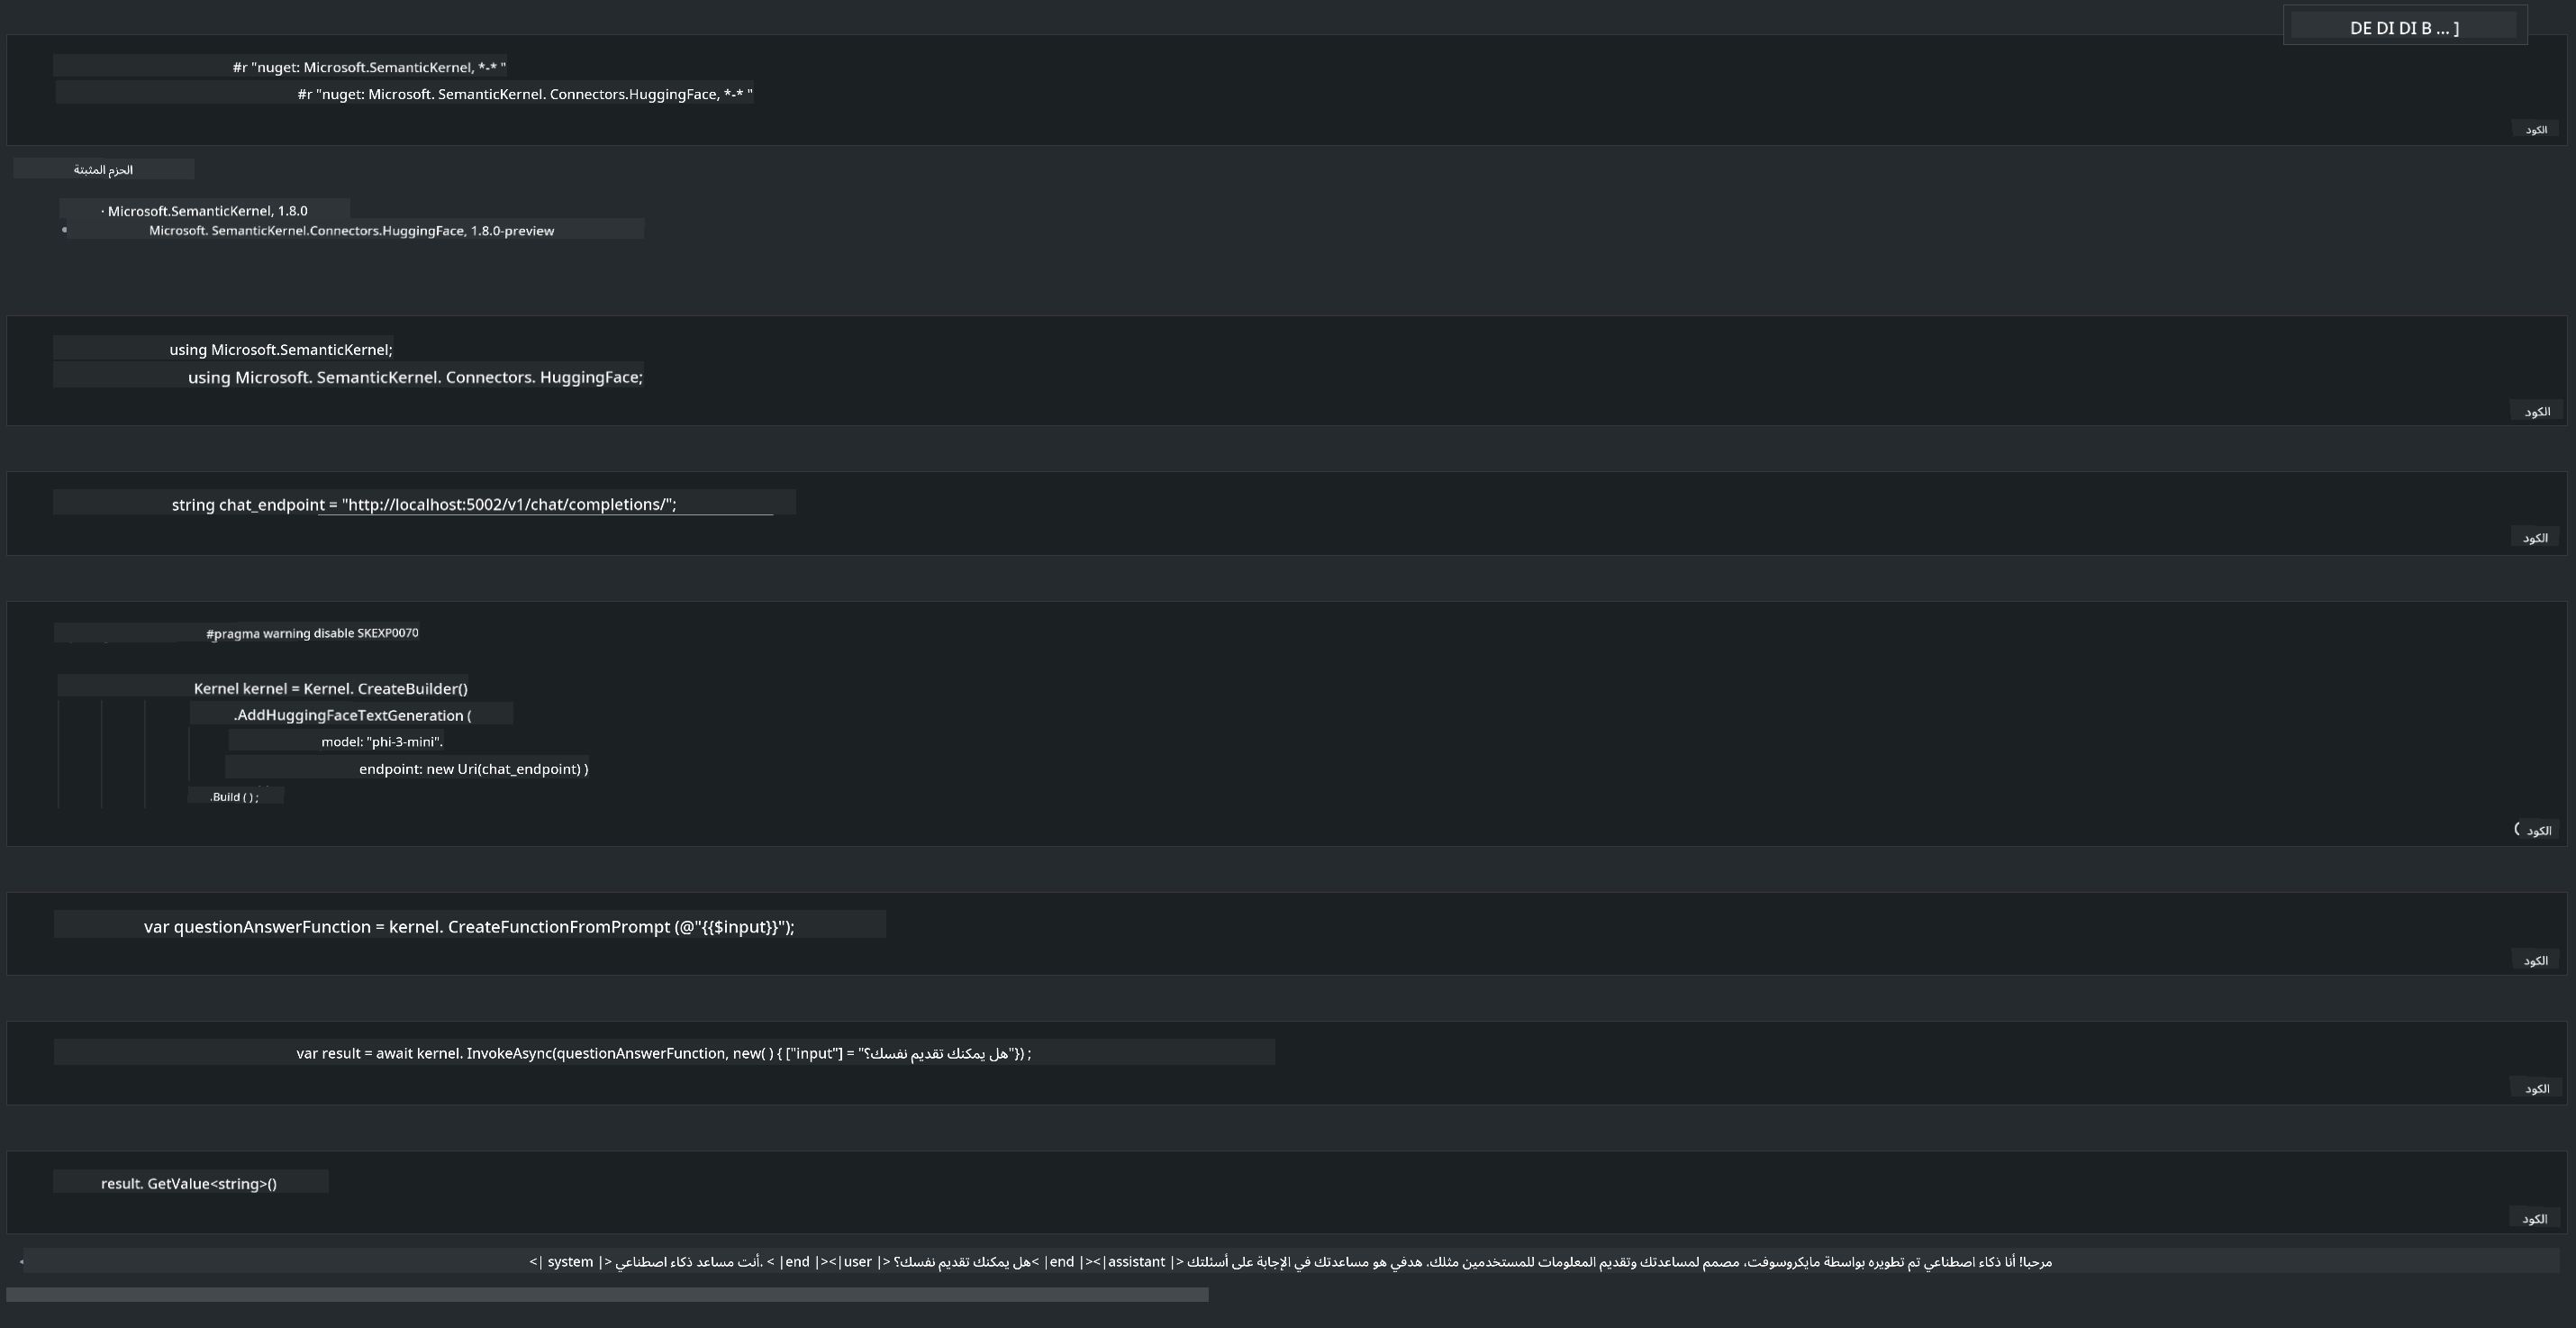 DE DI DI B ... ]
#r "nuget: Microsoft.SemanticKernel, *-* "
#r "nuget: Microsoft. SemanticKernel. Connectors.HuggingFace, *-* "
الكود
الحزم المثبتة
· Microsoft.SemanticKernel, 1.8.0
Microsoft. SemanticKernel.Connectors.HuggingFace, 1.8.0-preview
using Microsoft.SemanticKernel;
using Microsoft. SemanticKernel. Connectors. HuggingFace;
الكود
string chat_endpoint = "http://localhost:5002/v1/chat/completions/";
الكود
#pragma warning disable SKEXP0070
Kernel kernel = Kernel. CreateBuilder()
.AddHuggingFaceTextGeneration (
model: "phi-3-mini".
endpoint: new Uri(chat_endpoint) )
.Build ( ) ;
الكود
var questionAnswerFunction = kernel. CreateFunctionFromPrompt (@"{{$input}}");
الكود
var result = await kernel. InvokeAsync(questionAnswerFunction, new( ) { ["input"] = "هل يمكنك تقديم نفسك؟"}) ;
الكود
result. GetValue<string>()
الكود
<| system |> أنت مساعد ذكاء اصطناعي. < |end |><|user |> هل يمكنك تقديم نفسك؟< |end |><|assistant |> مرحبا! أنا ذكاء اصطناعي تم تطويره بواسطة مايكروسوفت، مصمم لمساعدتك وتقديم المعلومات للمستخدمين مثلك. هدفي هو مساعدتك في الإجابة على أسئلتك